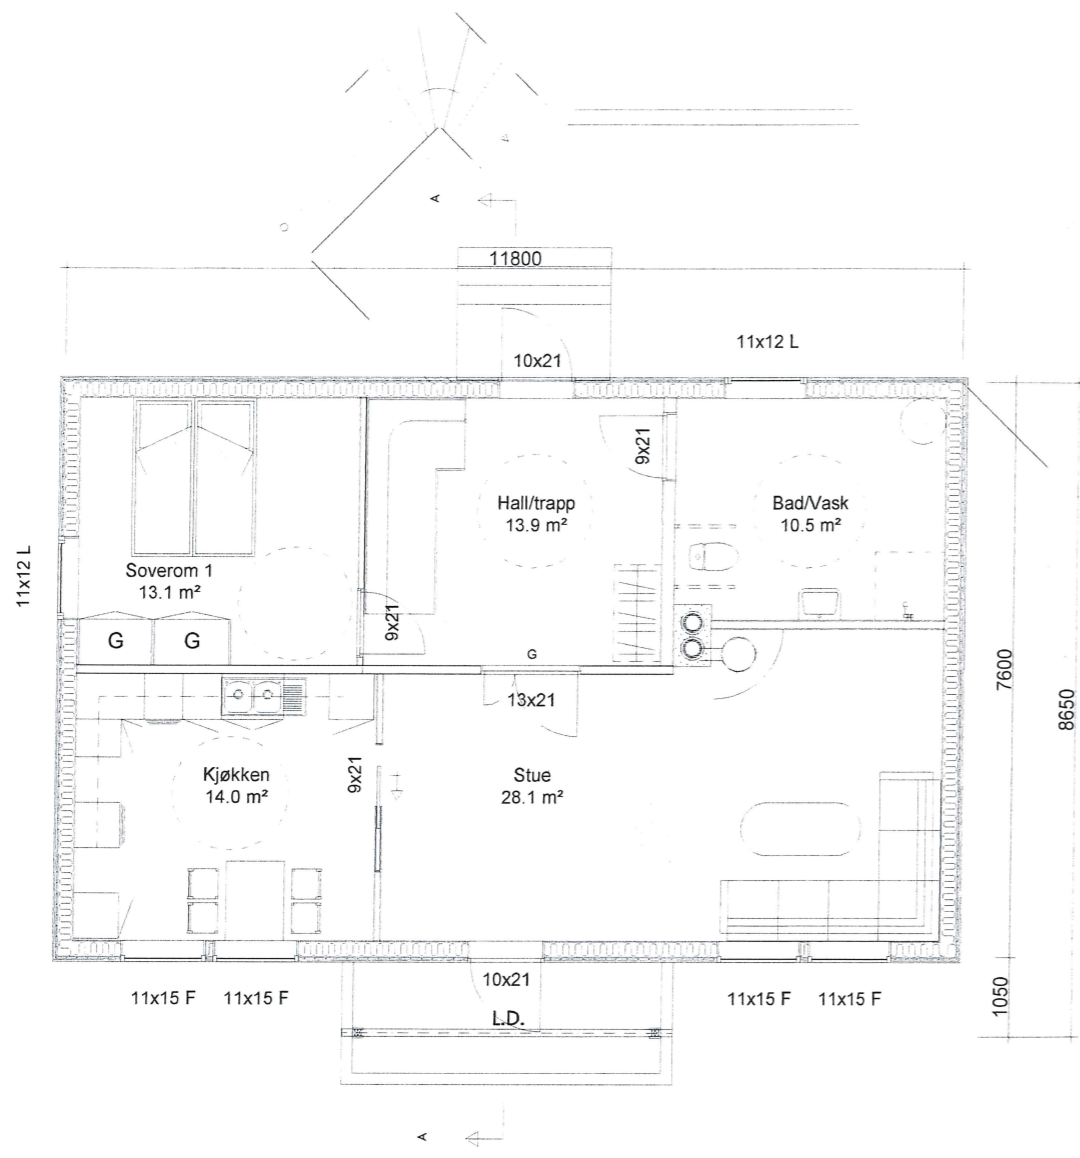 A
11800
10x21
11x12 L
9x21
Hall/trapp
13.9 m²
Bad/Vask
10.5 m²
11x12 L
Soverom 1
13.1 m²
9x21
G
G
G
7600
8650
13x21
Kjøkken
14.0 m²
9x21
Stue
28.1 m²
10x21
L.D.
11x15 F
11x15 F
11x15 F
11x15 F
1050
A